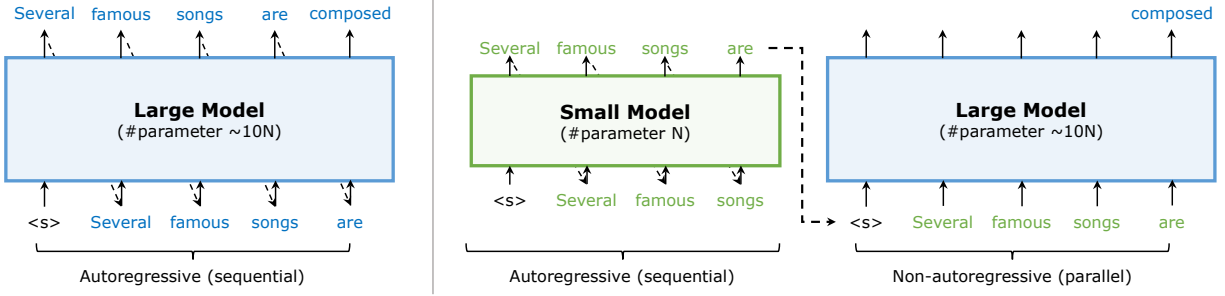 Several famous songs are composed
Large Model
(#parameter ~10N)
<s> Several famous songs are
Autoregressive (sequential)
Several famous songs are
Small Model
(#parameter N)
<s> Several famous songs
Autoregressive (sequential)
composed
Large Model
(#parameter ~10N)
<s> Several famous songs are
Non-autoregressive (parallel)